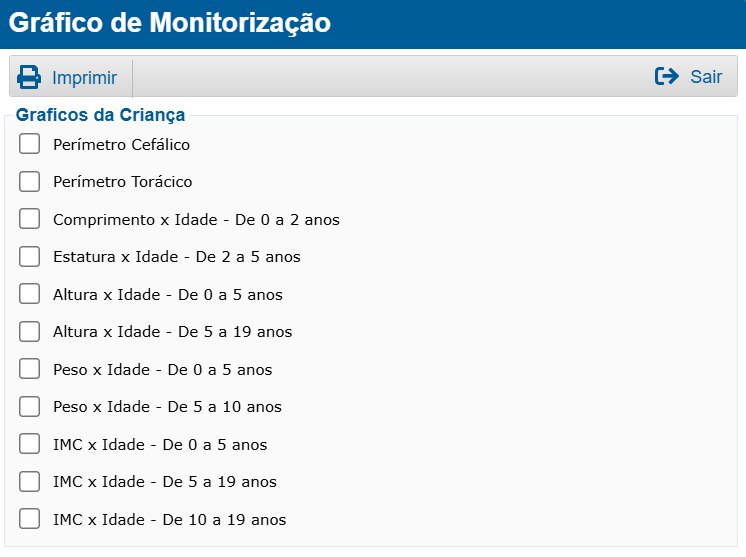 Gráfico de Monitorização
Imprimir
Sair
Graficos da Criança
Perímetro Cefálico
Perímetro Torácico
Comprimento x Idade - De 0 a 2 anos
Estatura x Idade - De 2 a 5 anos
Altura x Idade - De 0 a 5 anos
Altura x Idade - De 5 a 19 anos
Peso x Idade - De 0 a 5 anos
Peso x Idade - De 5 a 10 anos
IMC x Idade - De 0 a 5 anos
IMC x Idade - De 5 a 19 anos
IMC x Idade - De 10 a 19 anos